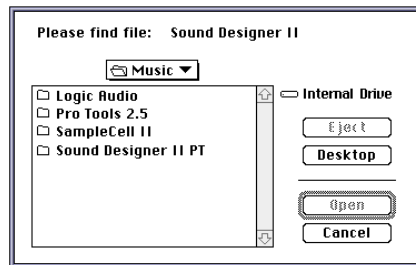 Please find file: Sound Designer II
Music
Logic Audio
Pro Tools 2.5
SampleCell II
Sound Designer II PT
Internal Drive
Eject
Desktop
Open
Cancel